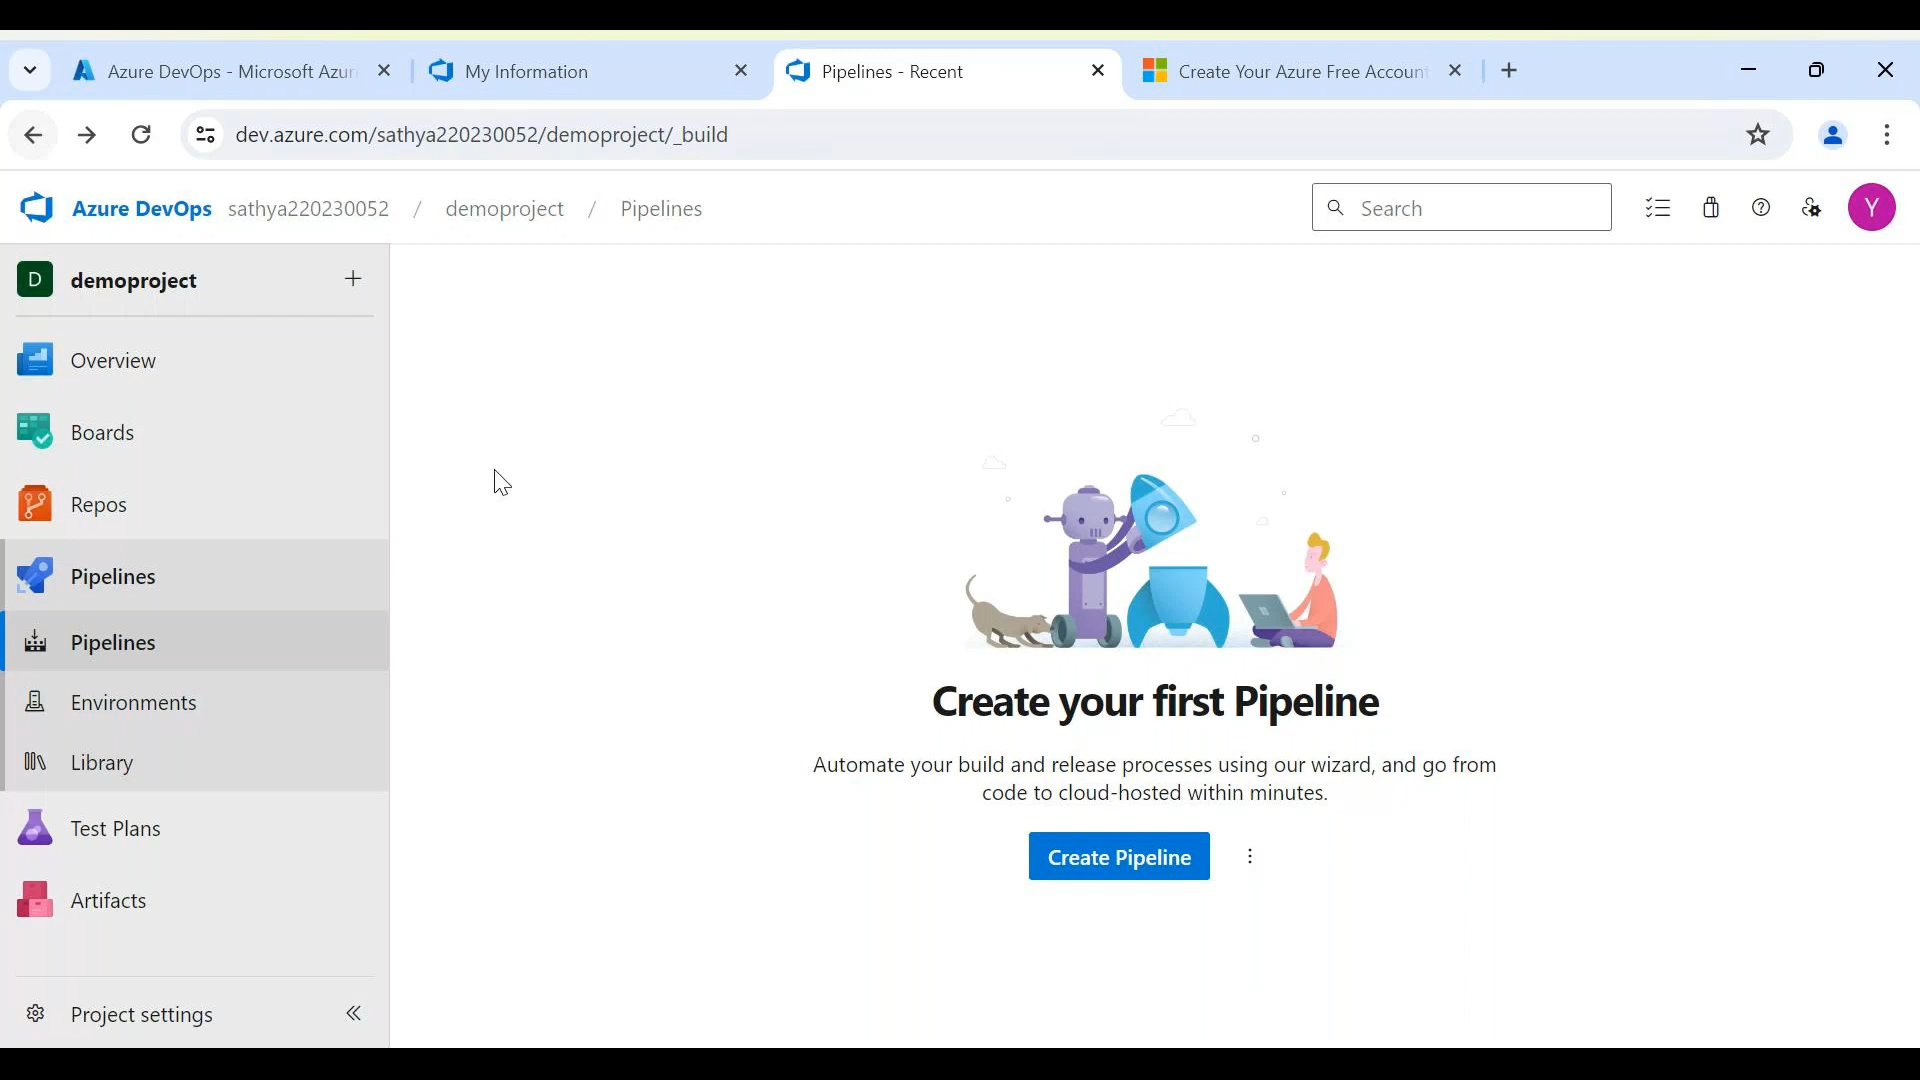 Azure DevOps - Microsoft Azur
My Information
Pipelines - Recent
Create Your Azure Free Accoun
dev.azure.com/sathya220230052/demoproject/_build
Azure DevOps sathya220230052 / demoproject / Pipelines
Search
Y
D demoproject
Overview
Boards
Repos
Pipelines
Pipelines
Environments
Library
Test Plans
Artifacts
Project settings
Create your first Pipeline
Automate your build and release processes using our wizard, and go from
code to cloud-hosted within minutes.
Create Pipeline